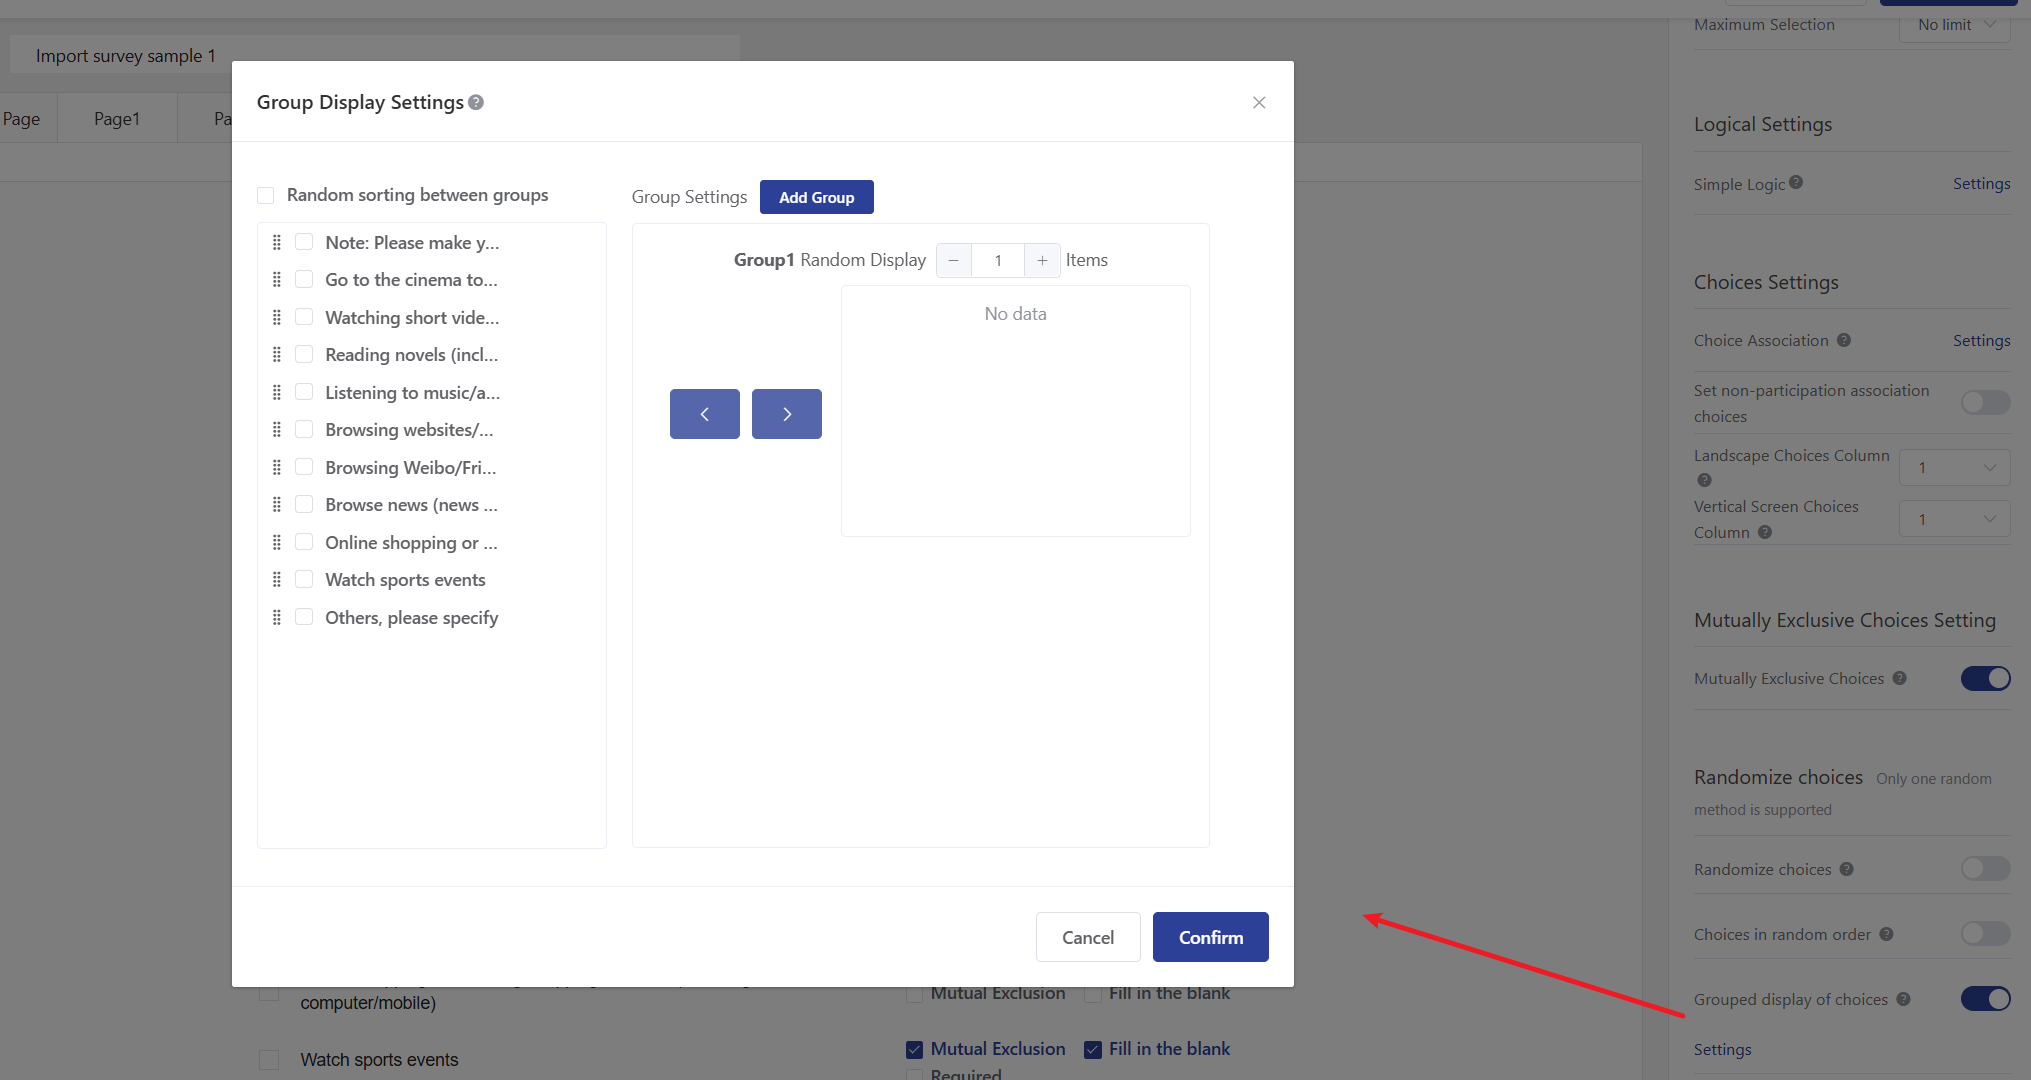 Import survey sample 1
Page
Page1
Pa
Group Display Settings
Random sorting between groups
Note: Please make y...
Go to the cinema to...
Watching short vide...
Reading novels (incl...
Listening to music/a...
Browsing websites/...
Browsing Weibo/Fri...
Browse news (news ...
Online shopping or ...
Watch sports events
Others, please specify
Group Settings
Add Group
Group1 Random Display
1
Items
No data
Cancel
Confirm
computer/mobile)
Mutual Exclusion
Fill in the blank
Watch sports events
Mutual Exclusion
Fill in the blank
Required
Maximum Selection
No limit
Logical Settings
Simple Logic
Settings
Choices Settings
Choice Association
Settings
Set non-participation association
choices
Landscape Choices Column
1
Vertical Screen Choices
Column
1
Mutually Exclusive Choices Setting
Mutually Exclusive Choices
Randomize choices Only one random
method is supported
Randomize choices
Choices in random order
Grouped display of choices
Settings